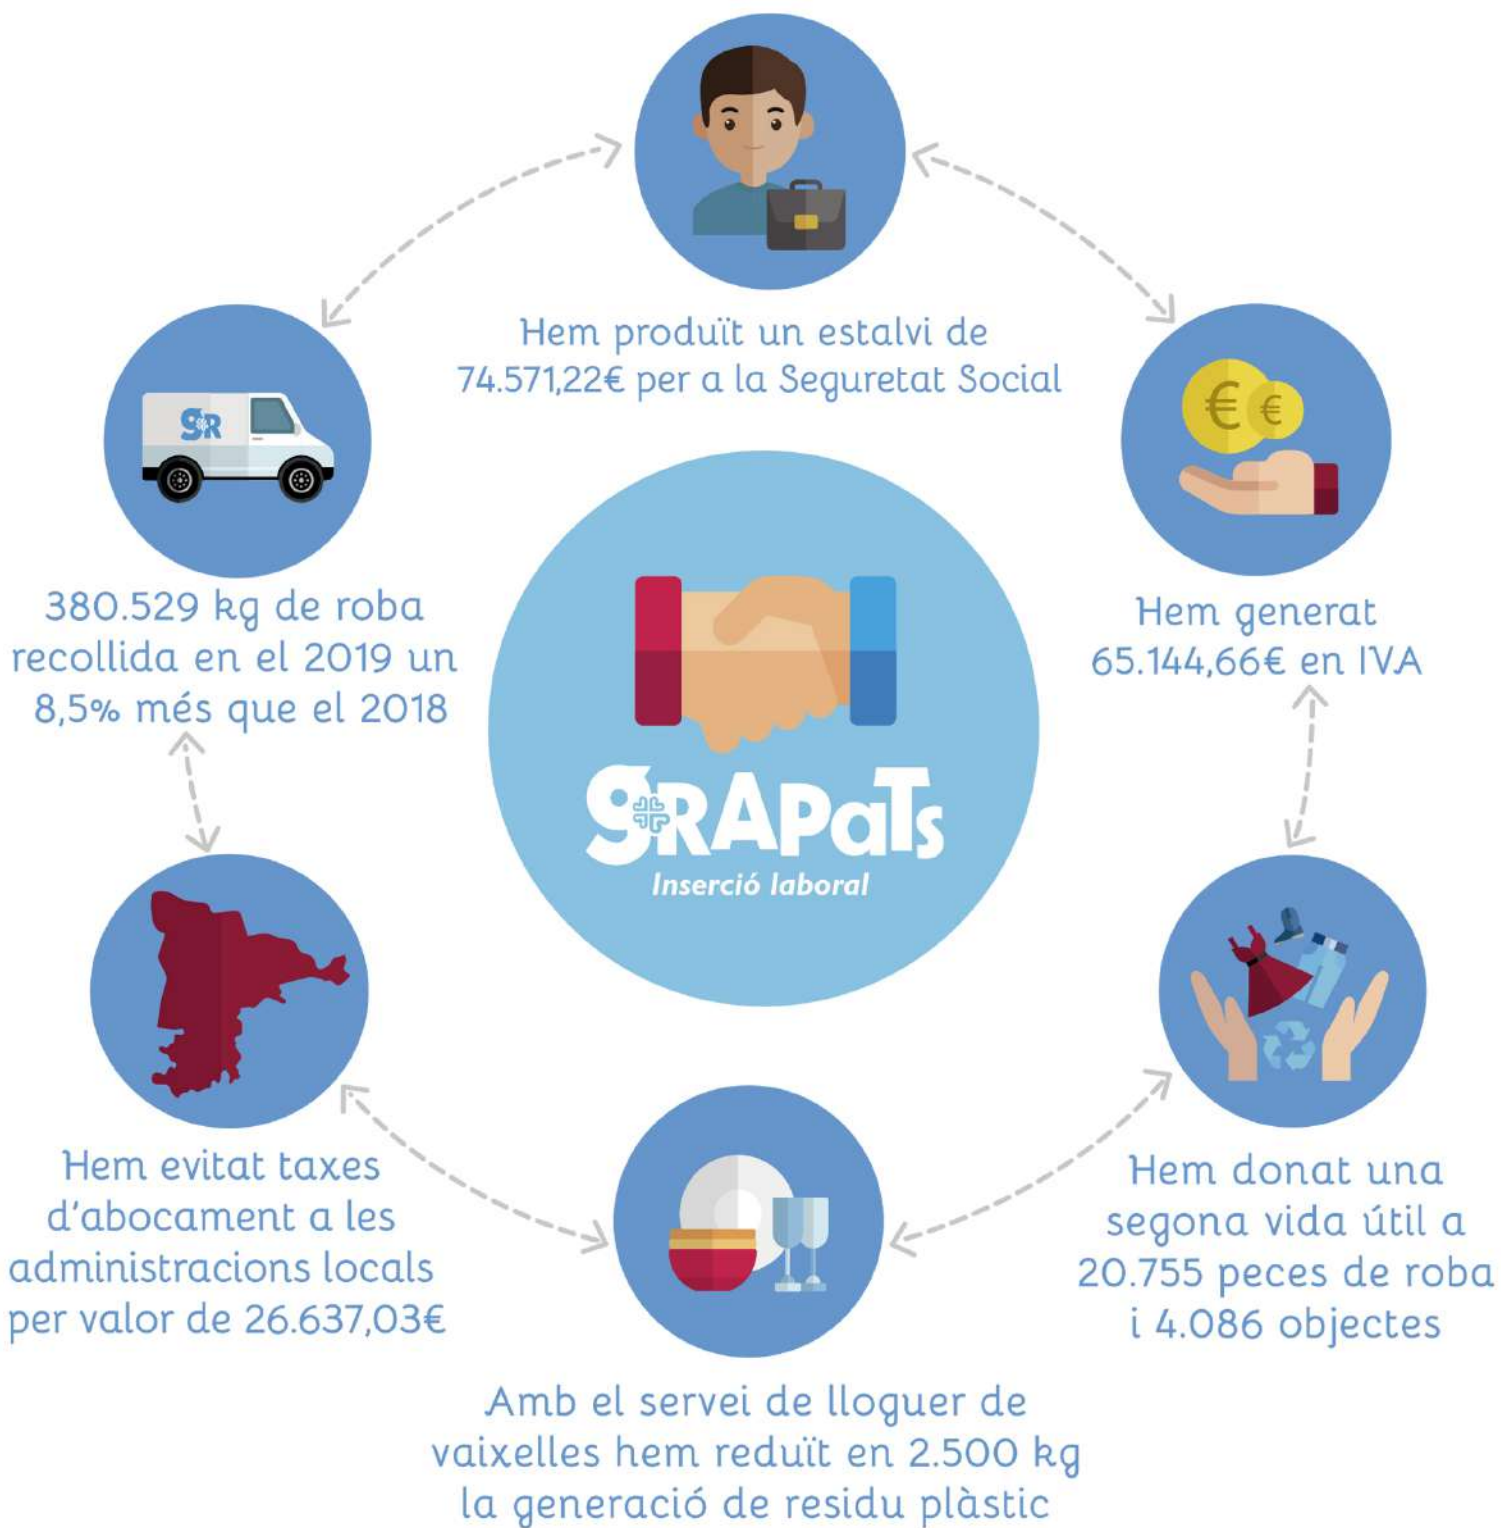 Hem produït un estalvi de
74.571,22€ per a la Seguretat Social
gR
€ €
380.529 kg de roba
recollida en el 2019 un
8,5% més que el 2018
Hem generat
65.144,66€ en IVA
gRAPaTs
Inserció laboral
Hem evitat taxes
d'abocament a les
administracions locals
per valor de 26.637,03€
Hem donat una
segona vida útil a
20.755 peces de roba
i 4.086 objectes
Amb el servei de lloguer de
vaixelles hem reduït en 2.500 kg
la generació de residu plàstic